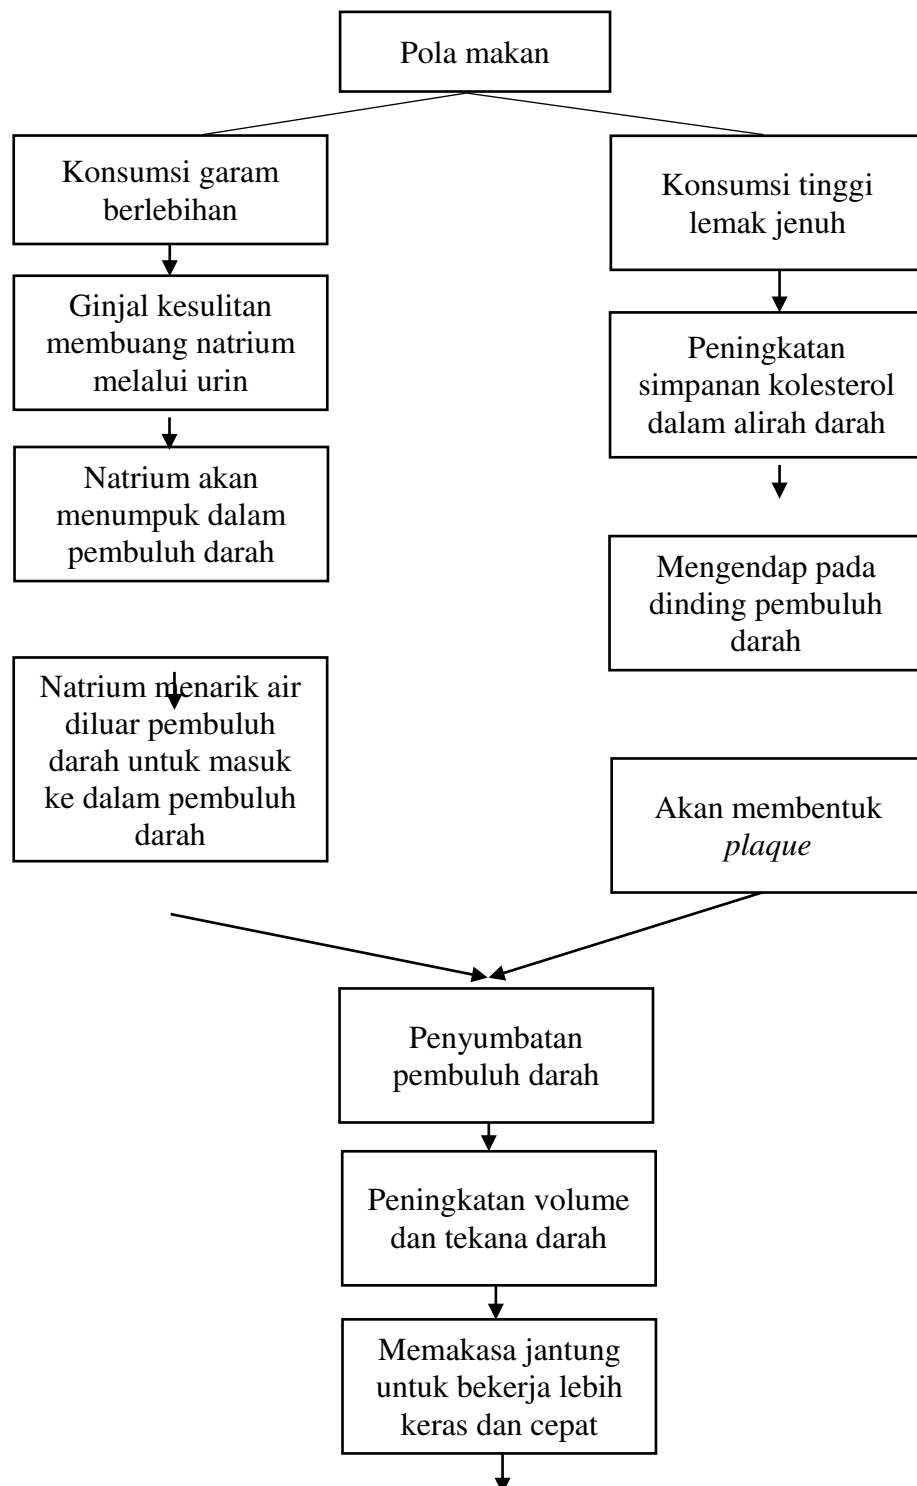 Pola makan
Konsumsi garam
berlebihan
Ginjal kesulitan
membuang natrium
melalui urin
Natrium akan
menumpuk dalam
pembuluh darah
Natrium menarik air
diluar pembuluh
darah untuk masuk
ke dalam pembuluh
darah
Konsumsi tinggi
lemak jenuh
Peningkatan
simpanan kolesterol
dalam alirah darah
Mengendap pada
dinding pembuluh
darah
Akan membentuk
plaque
Penyumbatan
pembuluh darah
Peningkatan volume
dan tekana darah
Memakasa jantung
untuk bekerja lebih
keras dan cepat